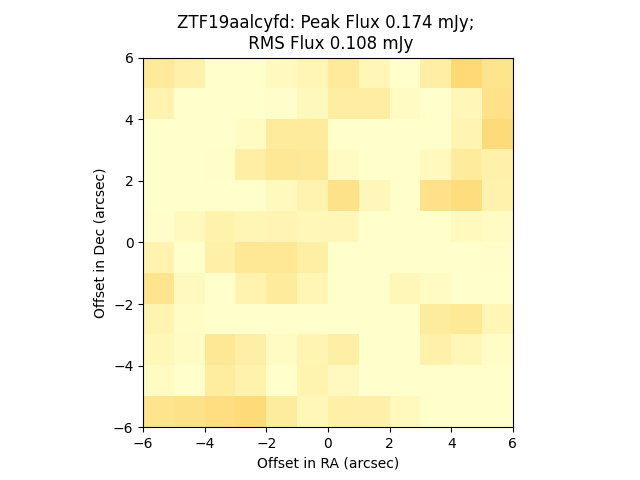 ZTF19aalcyfd: Peak Flux 0.174 mJy;
RMS Flux 0.108 mJy
6
4
2
0
−2
−4
−6
Offset in Dec (arcsec)
−6 −4 −2 0 2 4 6
Offset in RA (arcsec)